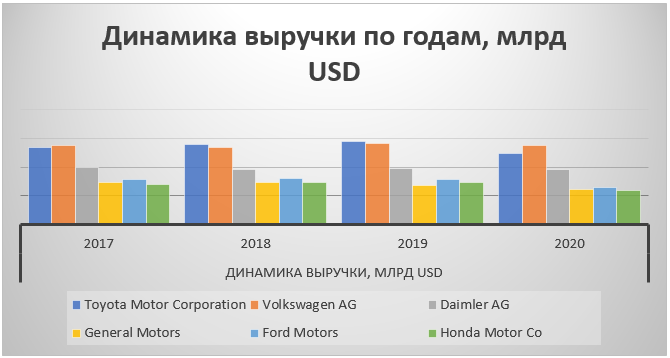 Динамика выручки по годам, млрд
USD
2017 2018 2019 2020
ДИНАМИКА ВЫРУЧКИ, МЛРД USD
Toyota Motor Corporation Volkswagen AG Daimler AG
General Motors Ford Motors Honda Motor Co